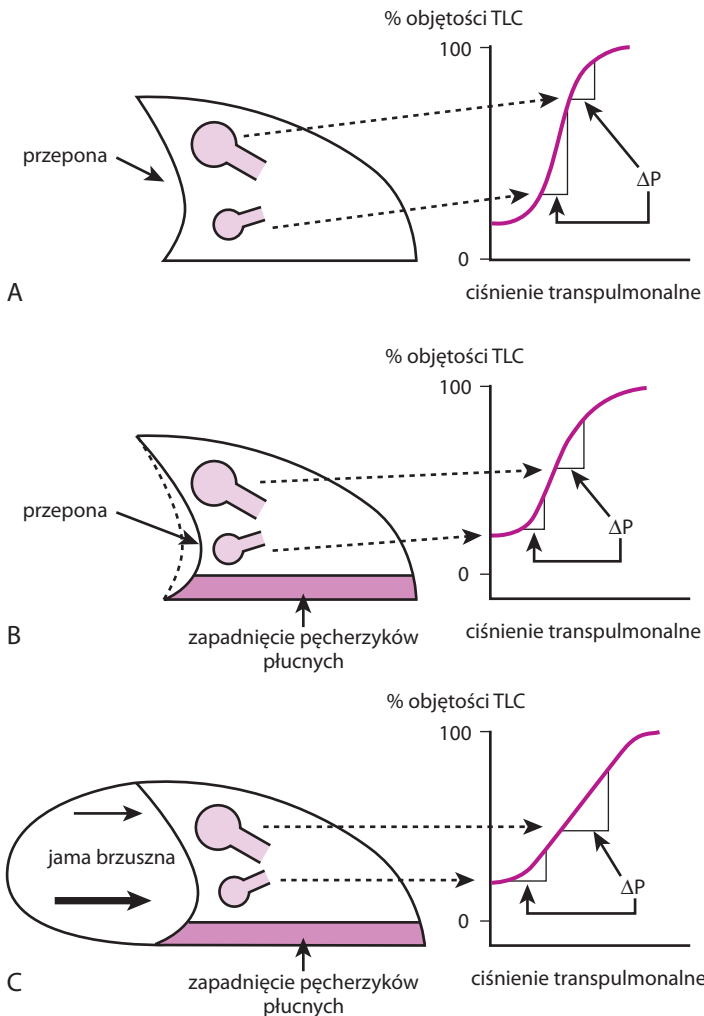 % objętości TLC
100
przepona
ΔP
0
A
ciśnienie transpulmonalne
% objętości TLC
100
przepona
ΔP
0
zapadnięcie pęcherzyków
płucnych
B
ciśnienie transpulmonalne
% objętości TLC
100
jama brzuszna
ΔP
0
zapadnięcie pęcherzyków
płucnych
C
ciśnienie transpulmonalne